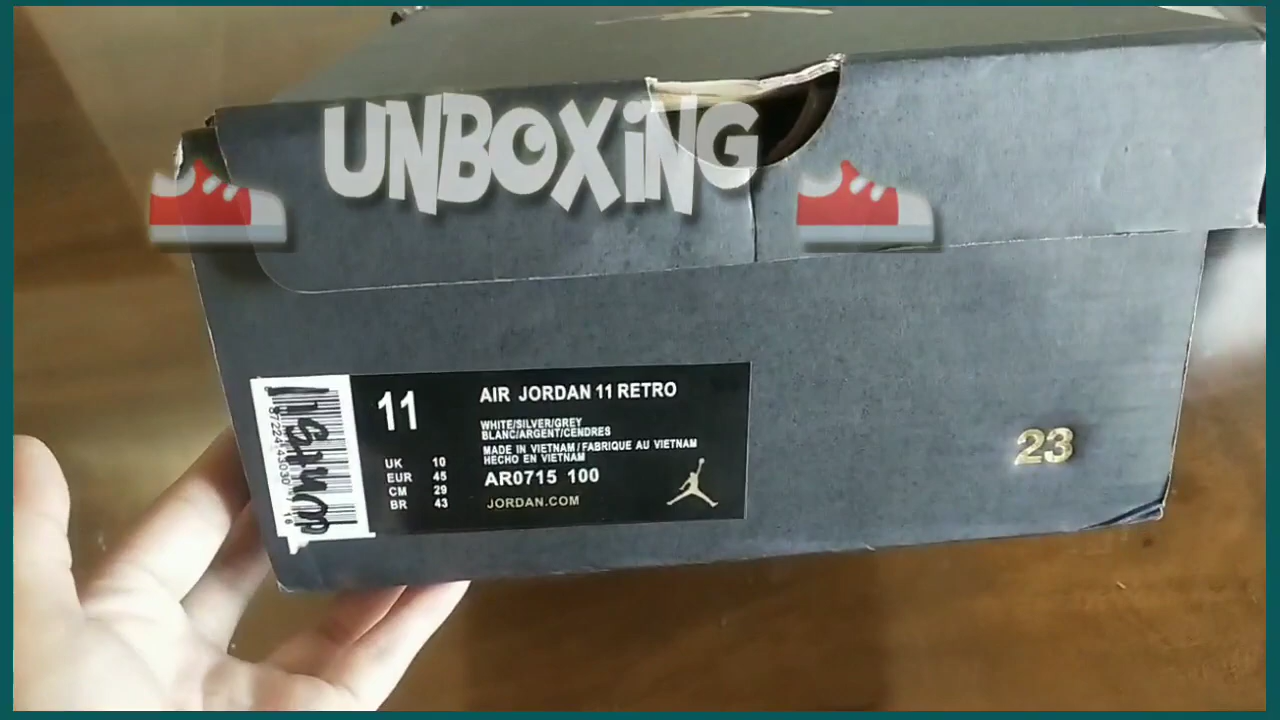 UNBOXiNG
11
AIR JORDAN 11 RETRO
WHITE/SILVER/GREY
BLANC/ARGENT/CENDRES
MADE IN VIETNAM/FABRIQUE AU VIETNAM
HECHO EN VIETNAM
UK 10
EUR 45
CM 29
BR 43
AR0715 100
JORDAN.COM
23